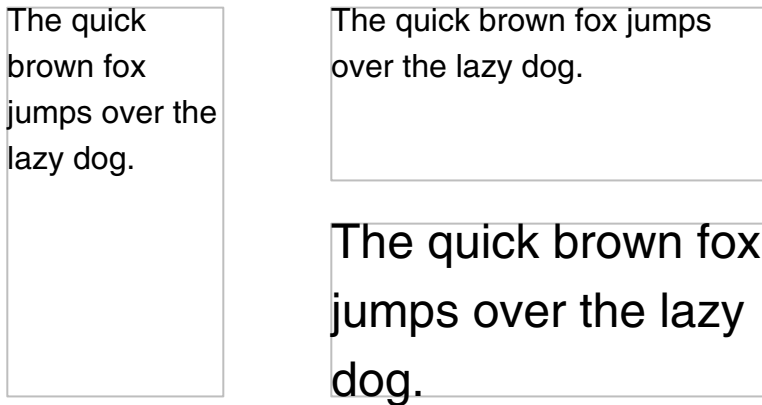 The quick
brown fox
jumps over the
lazy dog.
The quick brown fox jumps
over the lazy dog.
The quick brown fox
jumps over the lazy
dog.